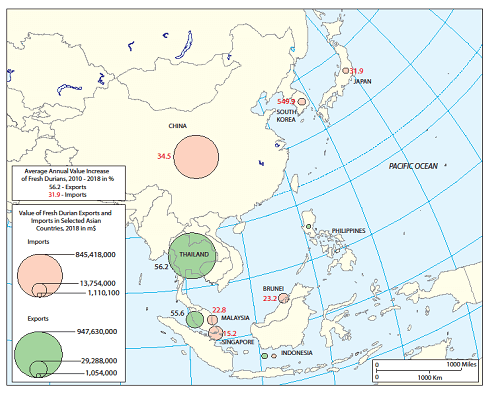 31.9
JAPAN
549.9
SOUTH
KOREA
CHINA
34.5
PACIFIC OCEAN
Average Annual Value Increase
of Fresh Durians, 2010 - 2018 in %
56.2 - Exports
31.9 - Imports
Value of Fresh Durian Exports and
Imports in Selected Asian
Countries, 2018 in m$
Imports
845,418,000
13,754,000
1,110,100
Exports
947,630,000
29,288,000
1,054,000
THAILAND
56.2
PHILIPPINES
BRUNEI
23.2
55.6
22.8
MALAYSIA
15.2
SINGAPORE
INDONESIA
0 1000 Miles
0 1000 Km